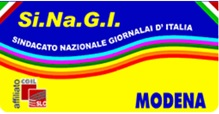 Si.Na.G.I.
SINDACATO NAZIONALE GIORNALAI D' ITALIA
affiliato
CGIL
SLC
MODENA